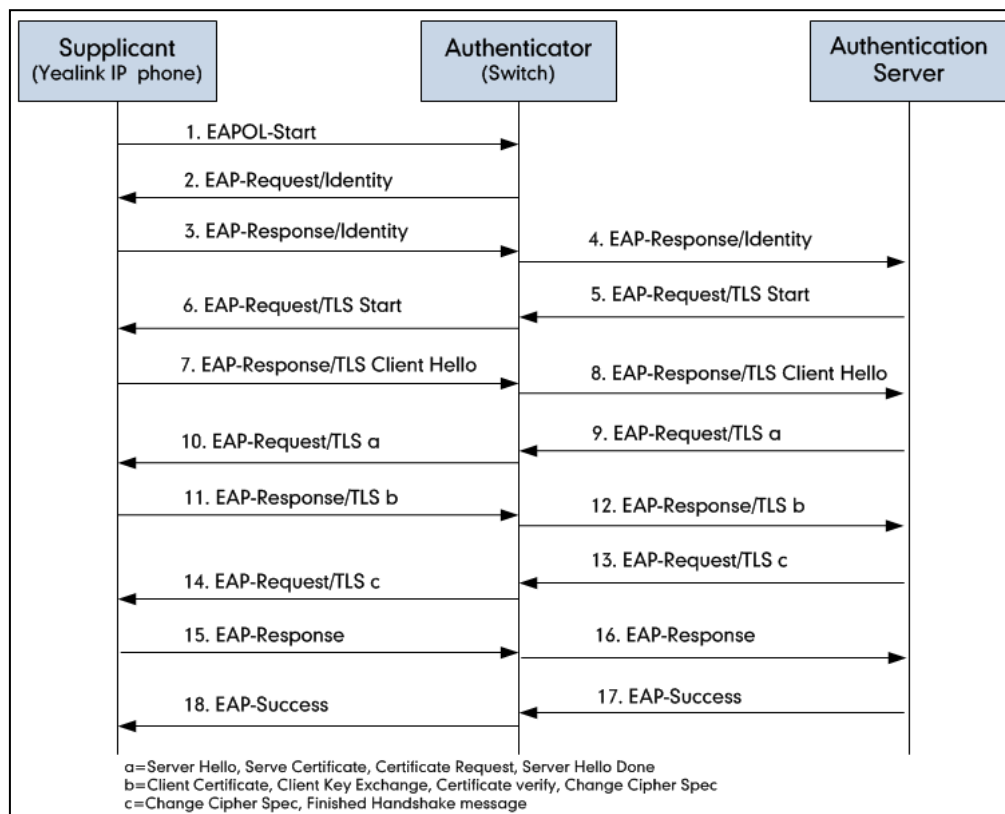 Supplicant
(Yealink IP phone)
Authenticator
(Switch)
Authentication
Server
1. EAPOL-Start
2. EAP-Request/Identity
3. EAP-Response/Identity
4. EAP-Response/Identity
5. EAP-Request/TLS Start
6. EAP-Request/TLS Start
7. EAP-Response/TLS Client Hello
8. EAP-Response/TLS Client Hello
9. EAP-Request/TLS a
10. EAP-Request/TLS a
11. EAP-Response/TLS b
12. EAP-Response/TLS b
13. EAP-Request/TLS c
14. EAP-Request/TLS c
15. EAP-Response
16. EAP-Response
17. EAP-Success
18. EAP-Success
a=Server Hello, Serve Certificate, Certificate Request, Server Hello Done
b=Client Certificate, Client Key Exchange, Certificate verify, Change Cipher Spec
c=Change Cipher Spec, Finished Handshake message